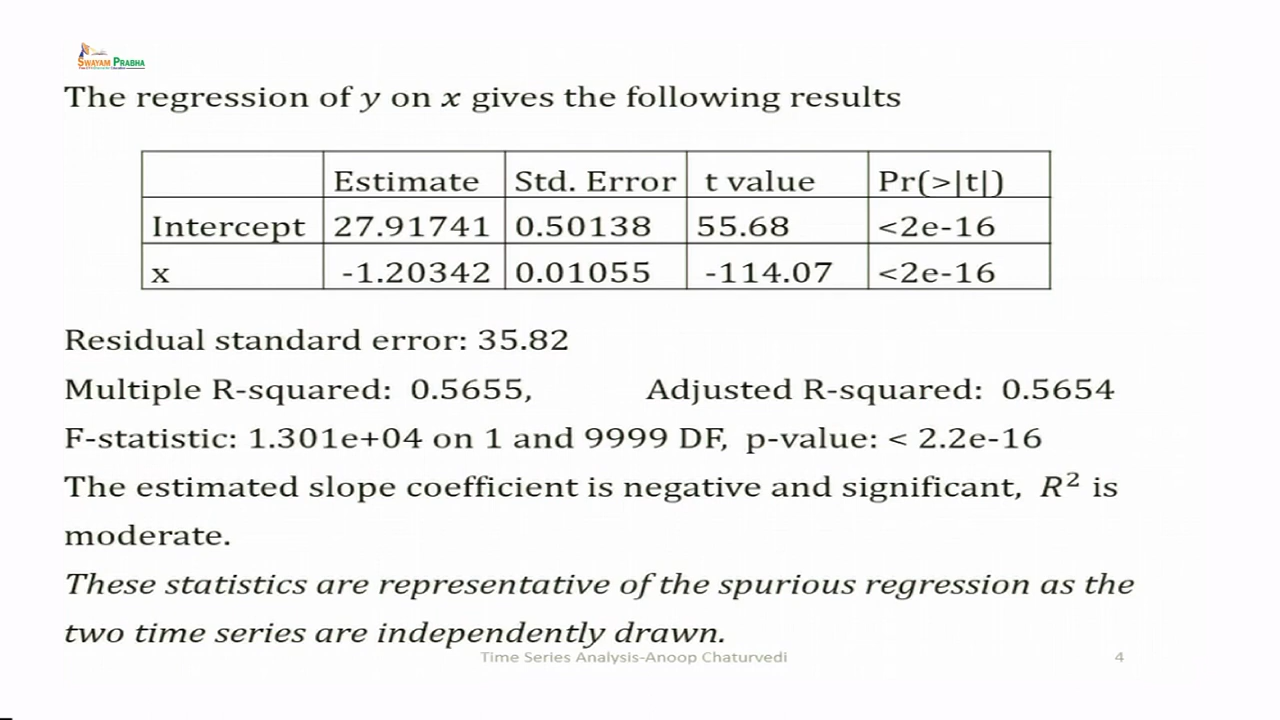 SWAYAM PRABHA
The regression of y on x gives the following results
Estimate Std. Error t value Pr(>|t|)
Intercept 27.91741 0.50138 55.68 <2e-16
x -1.20342 0.01055 -114.07 <2e-16
Residual standard error: 35.82
Multiple R-squared: 0.5655, Adjusted R-squared: 0.5654
F-statistic: 1.301e+04 on 1 and 9999 DF, p-value: < 2.2e-16
The estimated slope coefficient is negative and significant, R² is
moderate.
These statistics are representative of the spurious regression as the
two time series are independently drawn.
Time Series Analysis-Anoop Chaturvedi 4